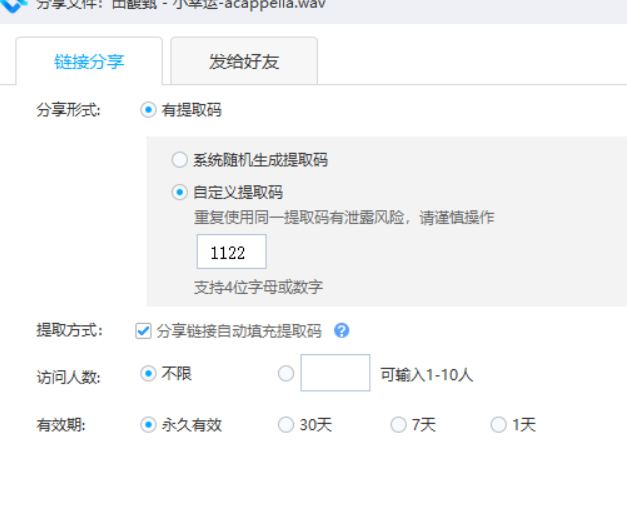 分享文件：田馥甄 - 小幸运-acappella.wav
链接分享 发给好友
分享形式: 有提取码
系统随机生成提取码
自定义提取码
重复使用同一提取码有泄露风险，请谨慎操作
1122
支持4位字母或数字
提取方式: 分享链接自动填充提取码 ?
访问人数: 不限 可输入1-10人
有效期: 永久有效 30天 7天 1天